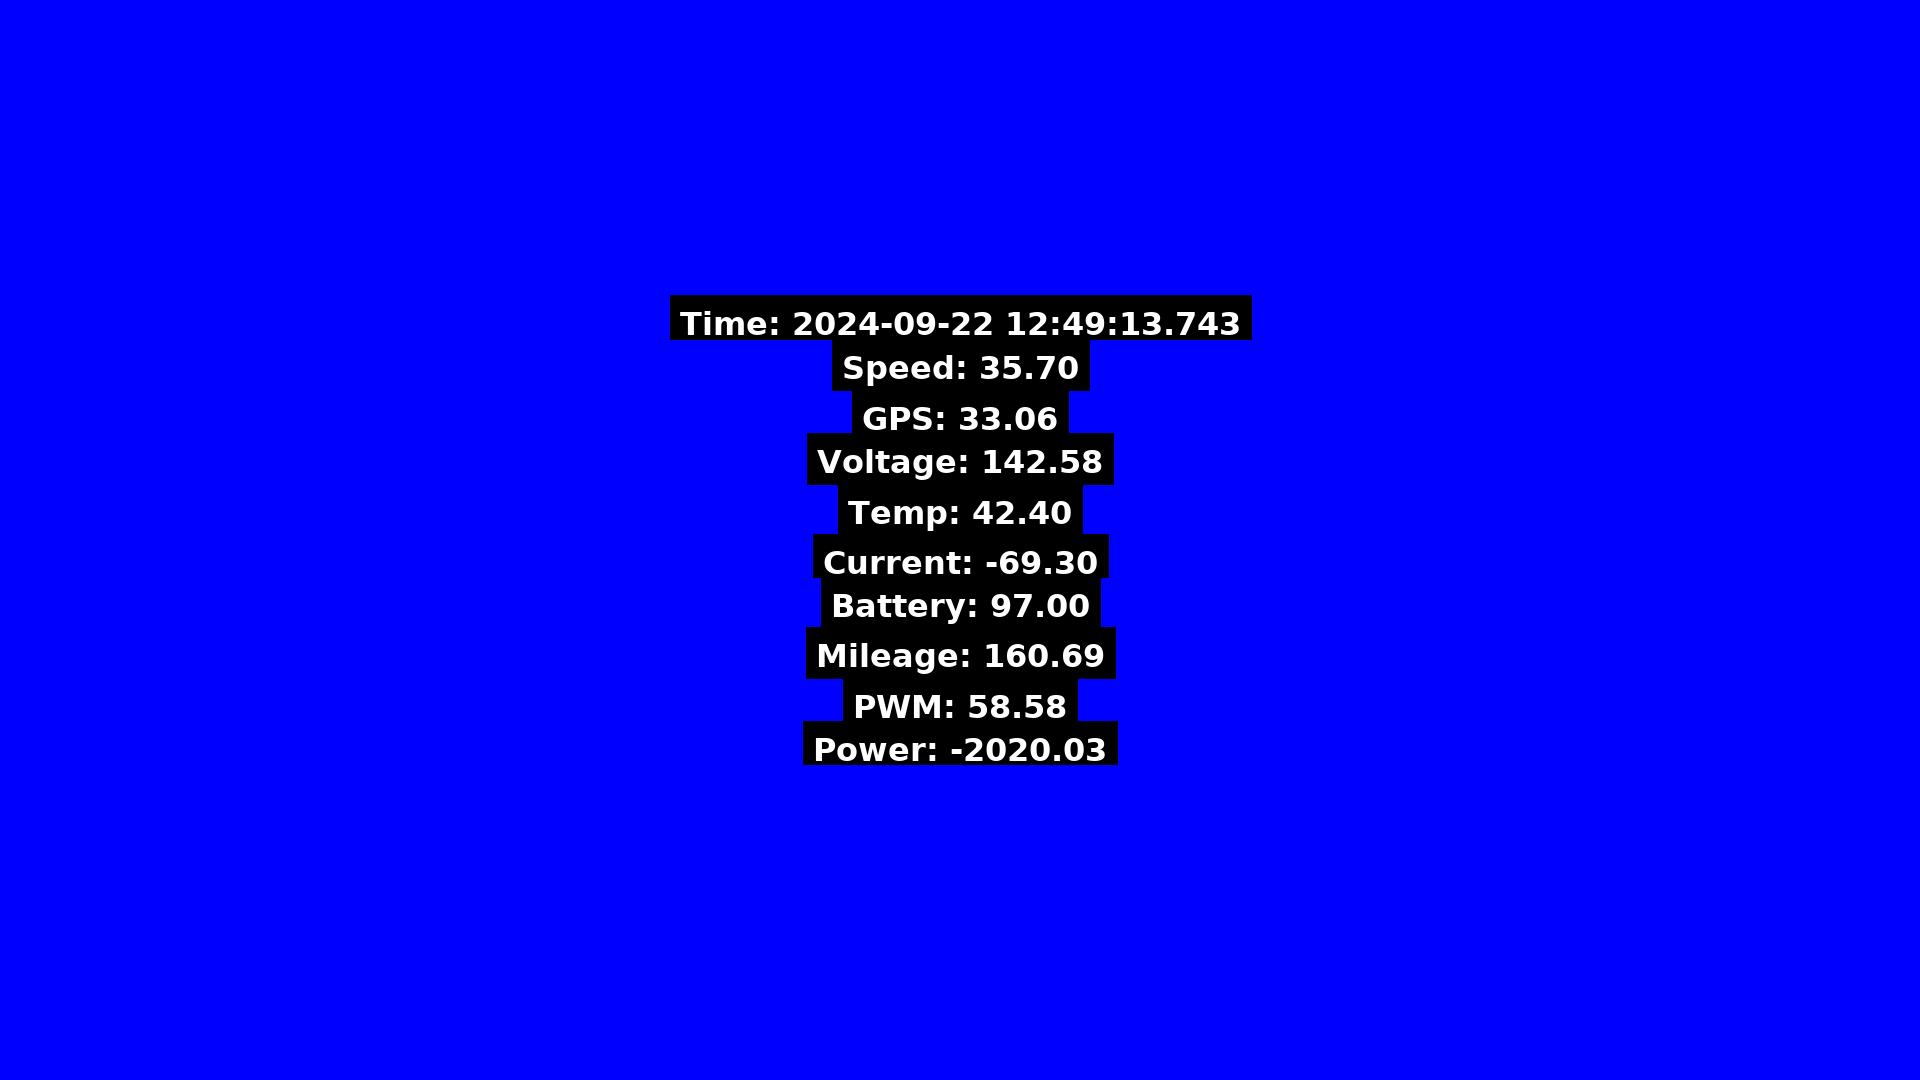 Time: 2024-09-22 12:49:13.743
Speed: 35.70
GPS: 33.06
Voltage: 142.58
Temp: 42.40
Current: -69.30
Battery: 97.00
Mileage: 160.69
PWM: 58.58
Power: -2020.03